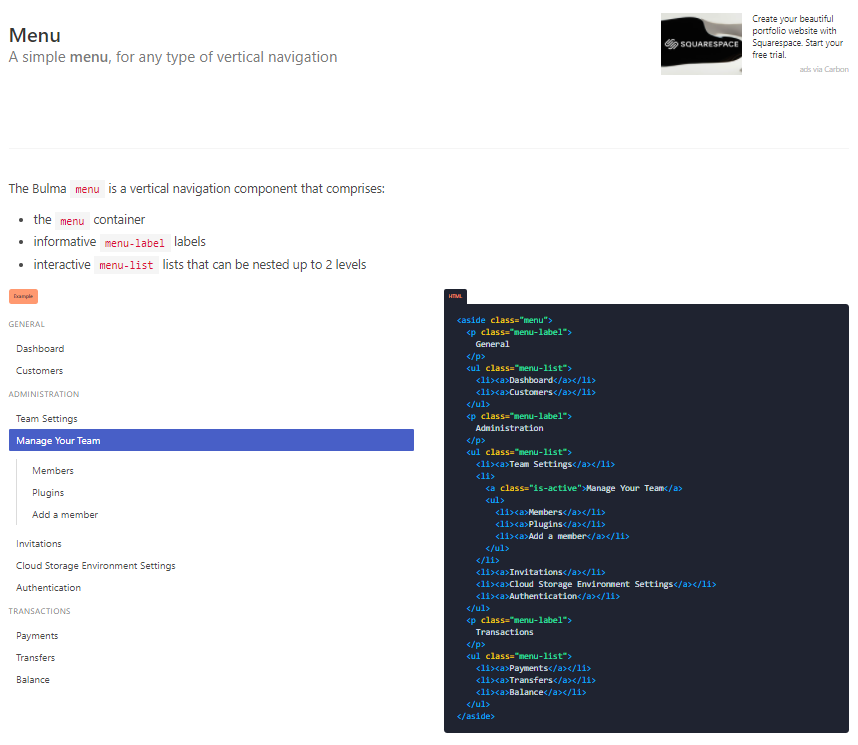 Menu
A simple menu, for any type of vertical navigation
SQUARESPACE
Create your beautiful
portfolio website with
Squarespace. Start your
free trial.
ads via Carbon
The Bulma menu is a vertical navigation component that comprises:
• the menu container
• informative menu-label labels
• interactive menu-list lists that can be nested up to 2 levels
Example
GENERAL
Dashboard
Customers
ADMINISTRATION
Team Settings
Manage Your Team
Members
Plugins
Add a member
Invitations
Cloud Storage Environment Settings
Authentication
TRANSACTIONS
Payments
Transfers
Balance
HTML
<aside class="menu">
  <p class="menu-label">
    General
  </p>
  <ul class="menu-list">
    <li><a>Dashboard</a></li>
    <li><a>Customers</a></li>
  </ul>
  <p class="menu-label">
    Administration
  </p>
  <ul class="menu-list">
    <li><a>Team Settings</a></li>
    <li>
      <a class="is-active">Manage Your Team</a>
      <ul>
        <li><a>Members</a></li>
        <li><a>Plugins</a></li>
        <li><a>Add a member</a></li>
      </ul>
    </li>
    <li><a>Invitations</a></li>
    <li><a>Cloud Storage Environment Settings</a></li>
    <li><a>Authentication</a></li>
  </ul>
  <p class="menu-label">
    Transactions
  </p>
  <ul class="menu-list">
    <li><a>Payments</a></li>
    <li><a>Transfers</a></li>
    <li><a>Balance</a></li>
  </ul>
</aside>